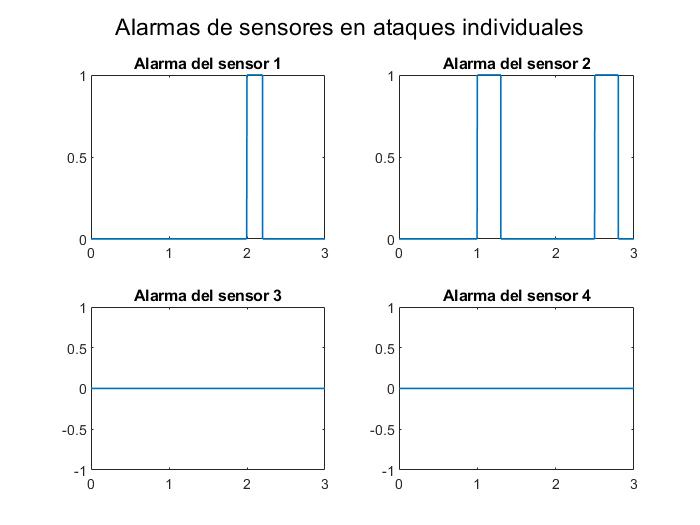 Alarmas de sensores en ataques individuales
Alarma del sensor 1
1
0.5
0
0 1 2 3
Alarma del sensor 2
1
0.5
0
0 1 2 3
Alarma del sensor 3
1
0.5
0
-0.5
-1
0 1 2 3
Alarma del sensor 4
1
0.5
0
-0.5
-1
0 1 2 3